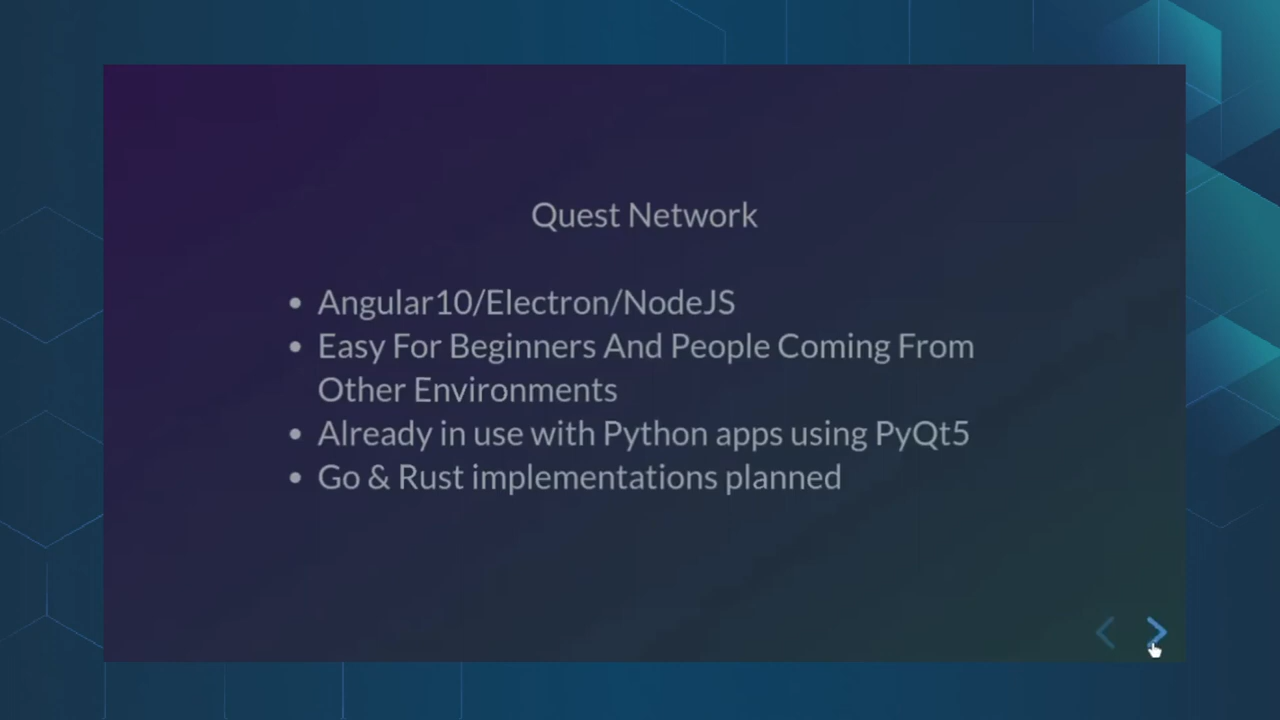 Quest Network
• Angular10/Electron/NodeJS
• Easy For Beginners And People Coming From
Other Environments
• Already in use with Python apps using PyQt5
• Go & Rust implementations planned